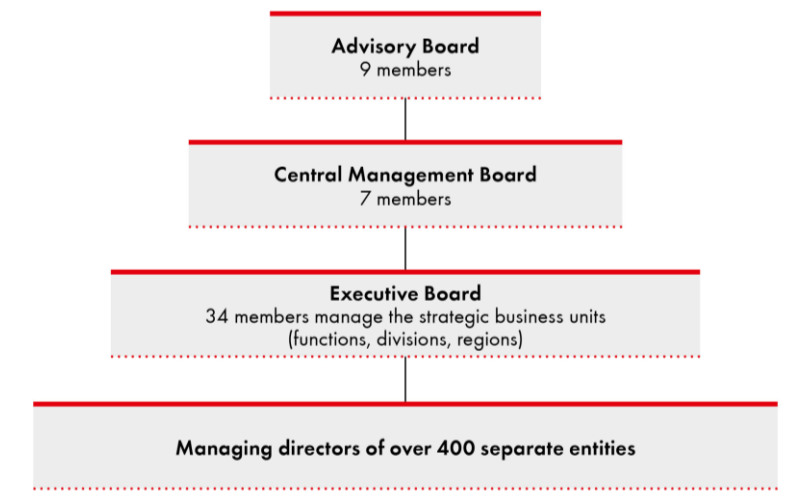 Advisory Board
9 members
Central Management Board
7 members
Executive Board
34 members manage the strategic business units
(functions, divisions, regions)
Managing directors of over 400 separate entities